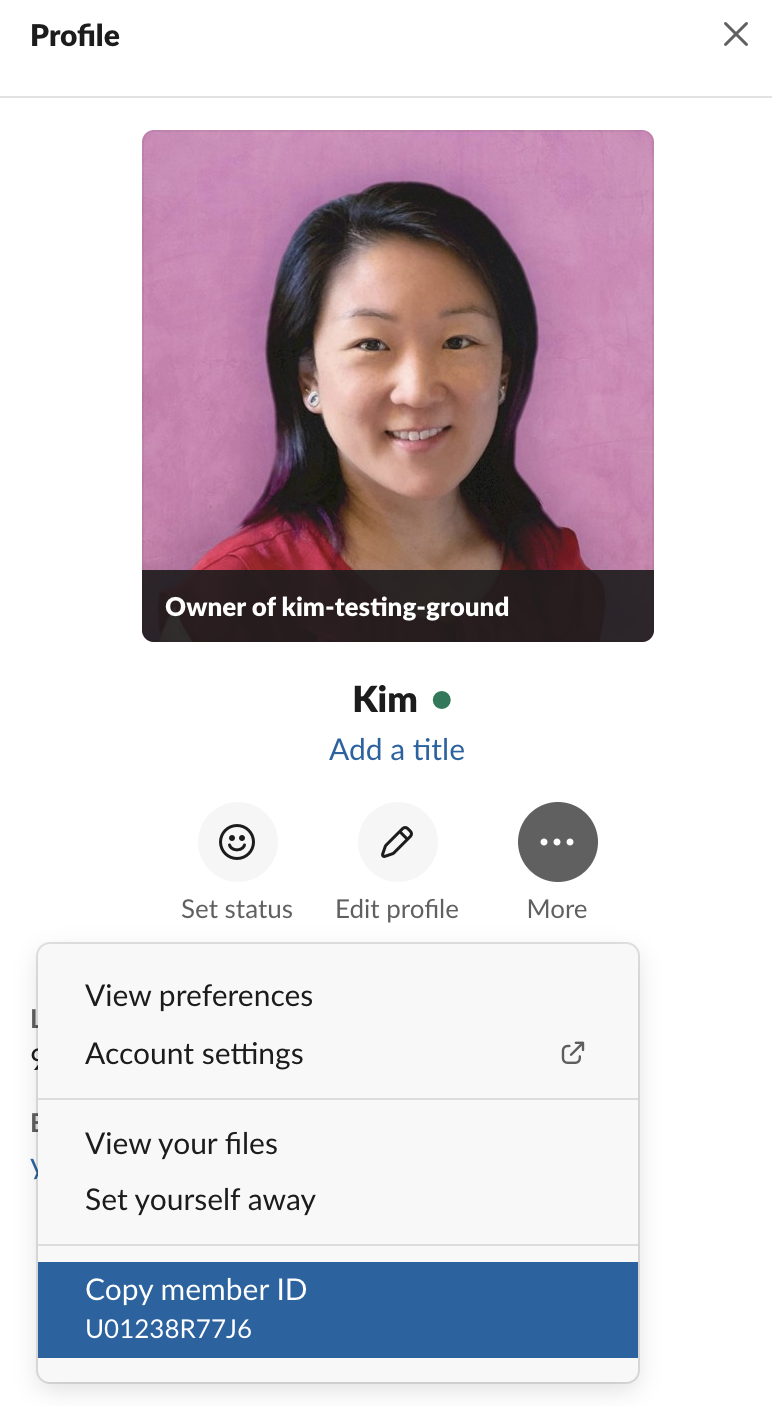 Profile
Owner of kim-testing-ground
Kim
Add a title
Set status
Edit profile
More
View preferences
Account settings
View your files
Set yourself away
Copy member ID
U01238R77J6